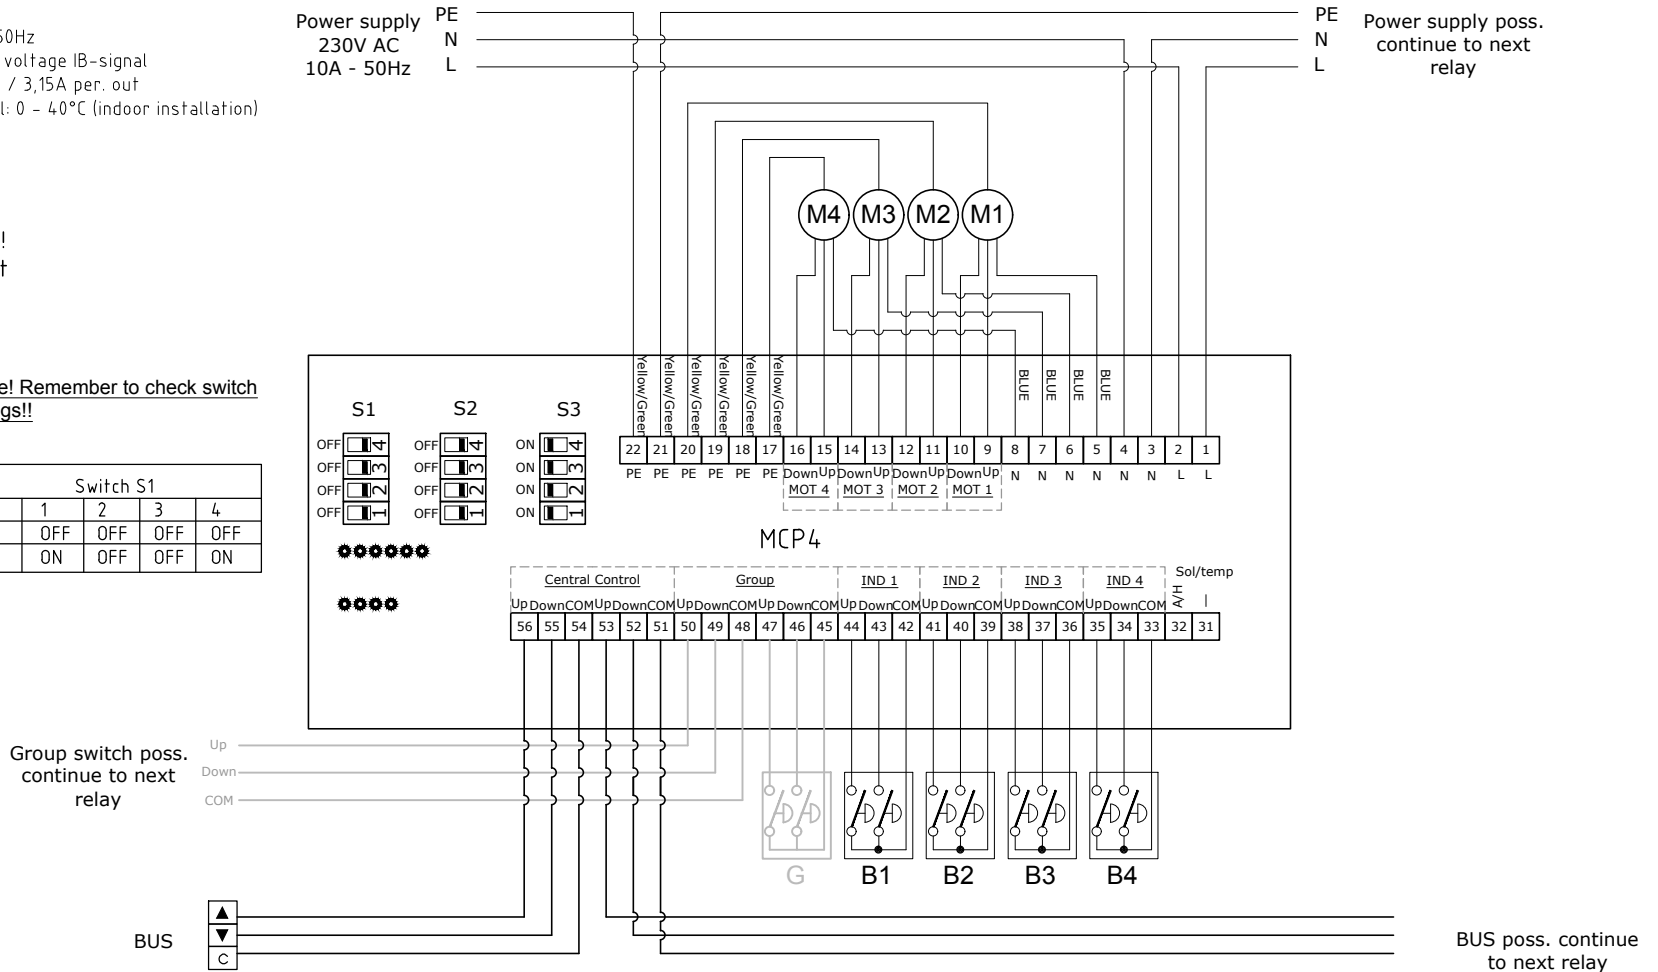 50Hz
voltage IB-signal
/ 3,15A per. out
l: 0 - 40°C (indoor installation)
!
t
e! Remember to check switch
gs!!
Switch S1
1 2 3 4
OFF OFF OFF OFF
ON OFF OFF ON
Power supply
230V AC
10A - 50Hz
PE
N
L
PE
N
L
Power supply poss.
continue to next
relay
M4 M3 M2 M1
Yellow/Green Yellow/Green Yellow/Green Yellow/Green Yellow/Green Yellow/Green
BLUE BLUE BLUE BLUE
S1 S2 S3
OFF 4 OFF 4 ON 4
OFF 3 OFF 3 ON 3
OFF 2 OFF 2 ON 2
OFF 1 OFF 1 ON 1
22 21 20 19 18 17 16 15 14 13 12 11 10 9 8 7 6 5 4 3 2 1
PE PE PE PE PE PE Down Up Down Up Down Up Down Up N N N N N N L L
MOT 4 MOT 3 MOT 2 MOT 1
MCP4
Central Control Group IND 1 IND 2 IND 3 IND 4 Sol/temp
Up Down COM Up Down COM Up Down COM Up Down COM Up Down COM Up Down COM Up Down COM Up Down COM A/H —
56 55 54 53 52 51 50 49 48 47 46 45 44 43 42 41 40 39 38 37 36 35 34 33 32 31
Group switch poss.
continue to next
relay
Up
Down
COM
G B1 B2 B3 B4
BUS
▲
▼
C
BUS poss. continue
to next relay